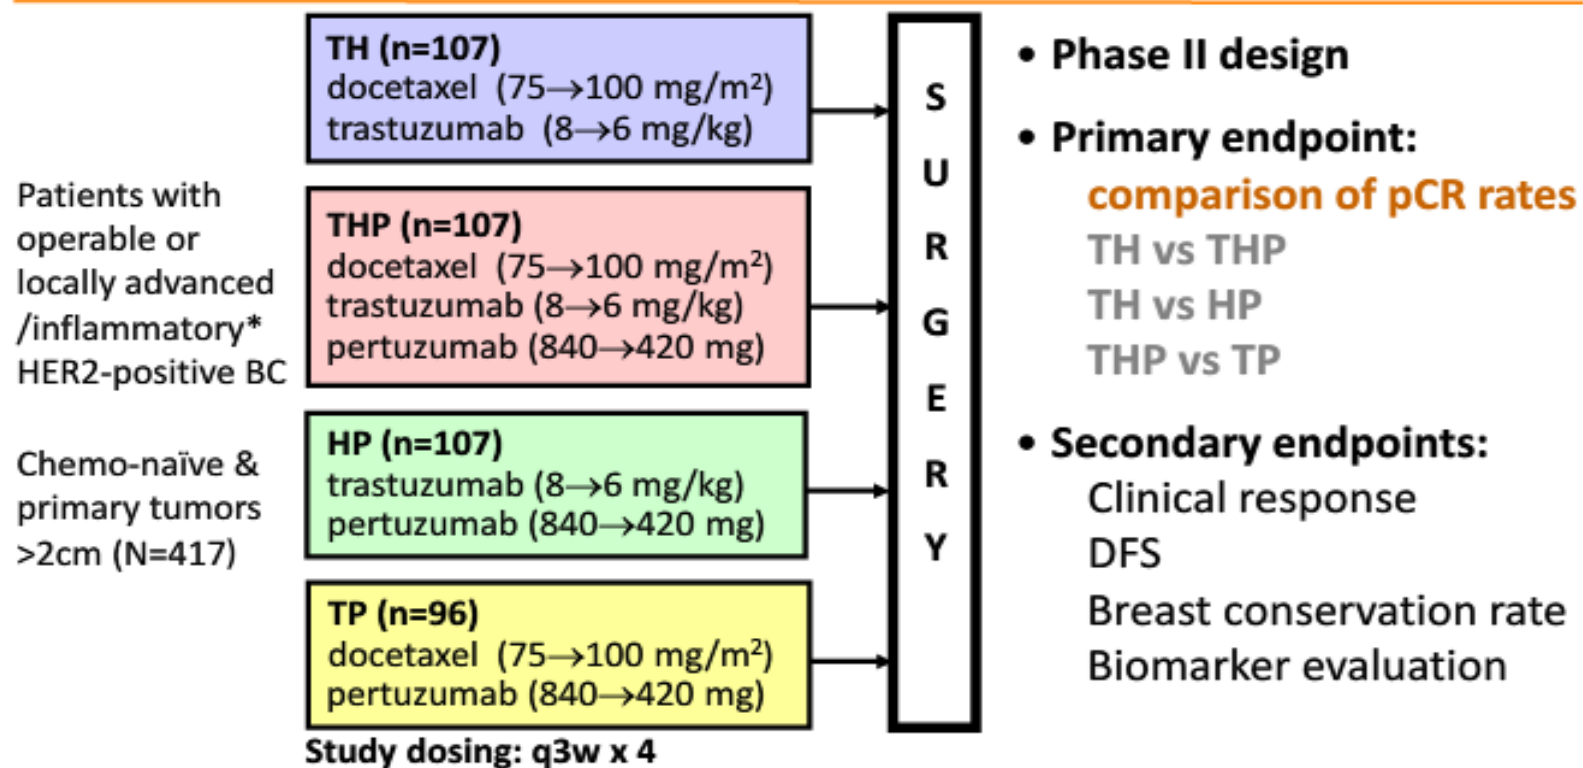 Patients with
operable or
locally advanced
/inflammatory*
HER2-positive BC
Chemo-naïve &
primary tumors
>2cm (N=417)
TH (n=107)
docetaxel (75→100 mg/m²)
trastuzumab (8→6 mg/kg)
THP (n=107)
docetaxel (75→100 mg/m²)
trastuzumab (8→6 mg/kg)
pertuzumab (840→420 mg)
HP (n=107)
trastuzumab (8→6 mg/kg)
pertuzumab (840→420 mg)
TP (n=96)
docetaxel (75→100 mg/m²)
pertuzumab (840→420 mg)
Study dosing: q3w x 4
S
U
R
G
E
R
Y
• Phase II design
• Primary endpoint:
comparison of pCR rates
TH vs THP
TH vs HP
THP vs TP
• Secondary endpoints:
Clinical response
DFS
Breast conservation rate
Biomarker evaluation